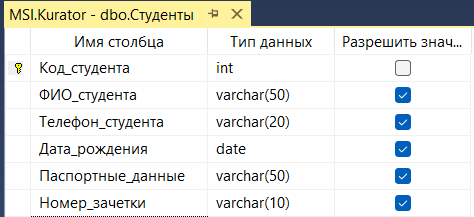 MSI.Kurator - dbo.Студенты
Имя столбца Тип данных Разрешить знач...
Код_студента int
ФИО_студента varchar(50)
Телефон_студента varchar(20)
Дата_рождения date
Паспортные_данные varchar(50)
Номер_зачетки varchar(10)